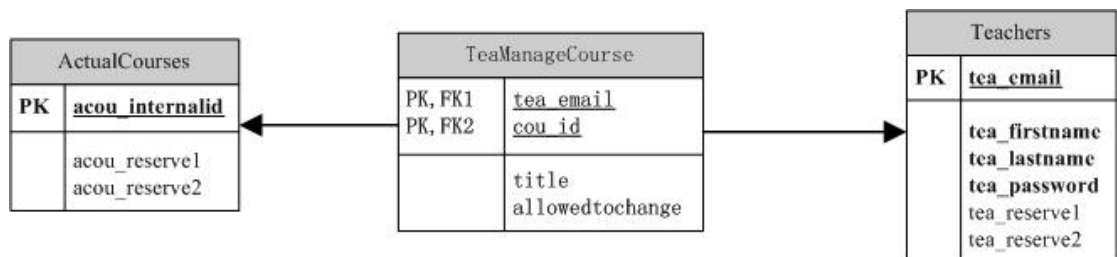 ActualCourses
PK acou_internalid
acou_reserve1
acou_reserve2
TeaManageCourse
PK,FK1 tea_email
PK,FK2 cou_id
title
allowedtochange
Teachers
PK tea_email
tea_firstname
tea_lastname
tea_password
tea_reserve1
tea_reserve2